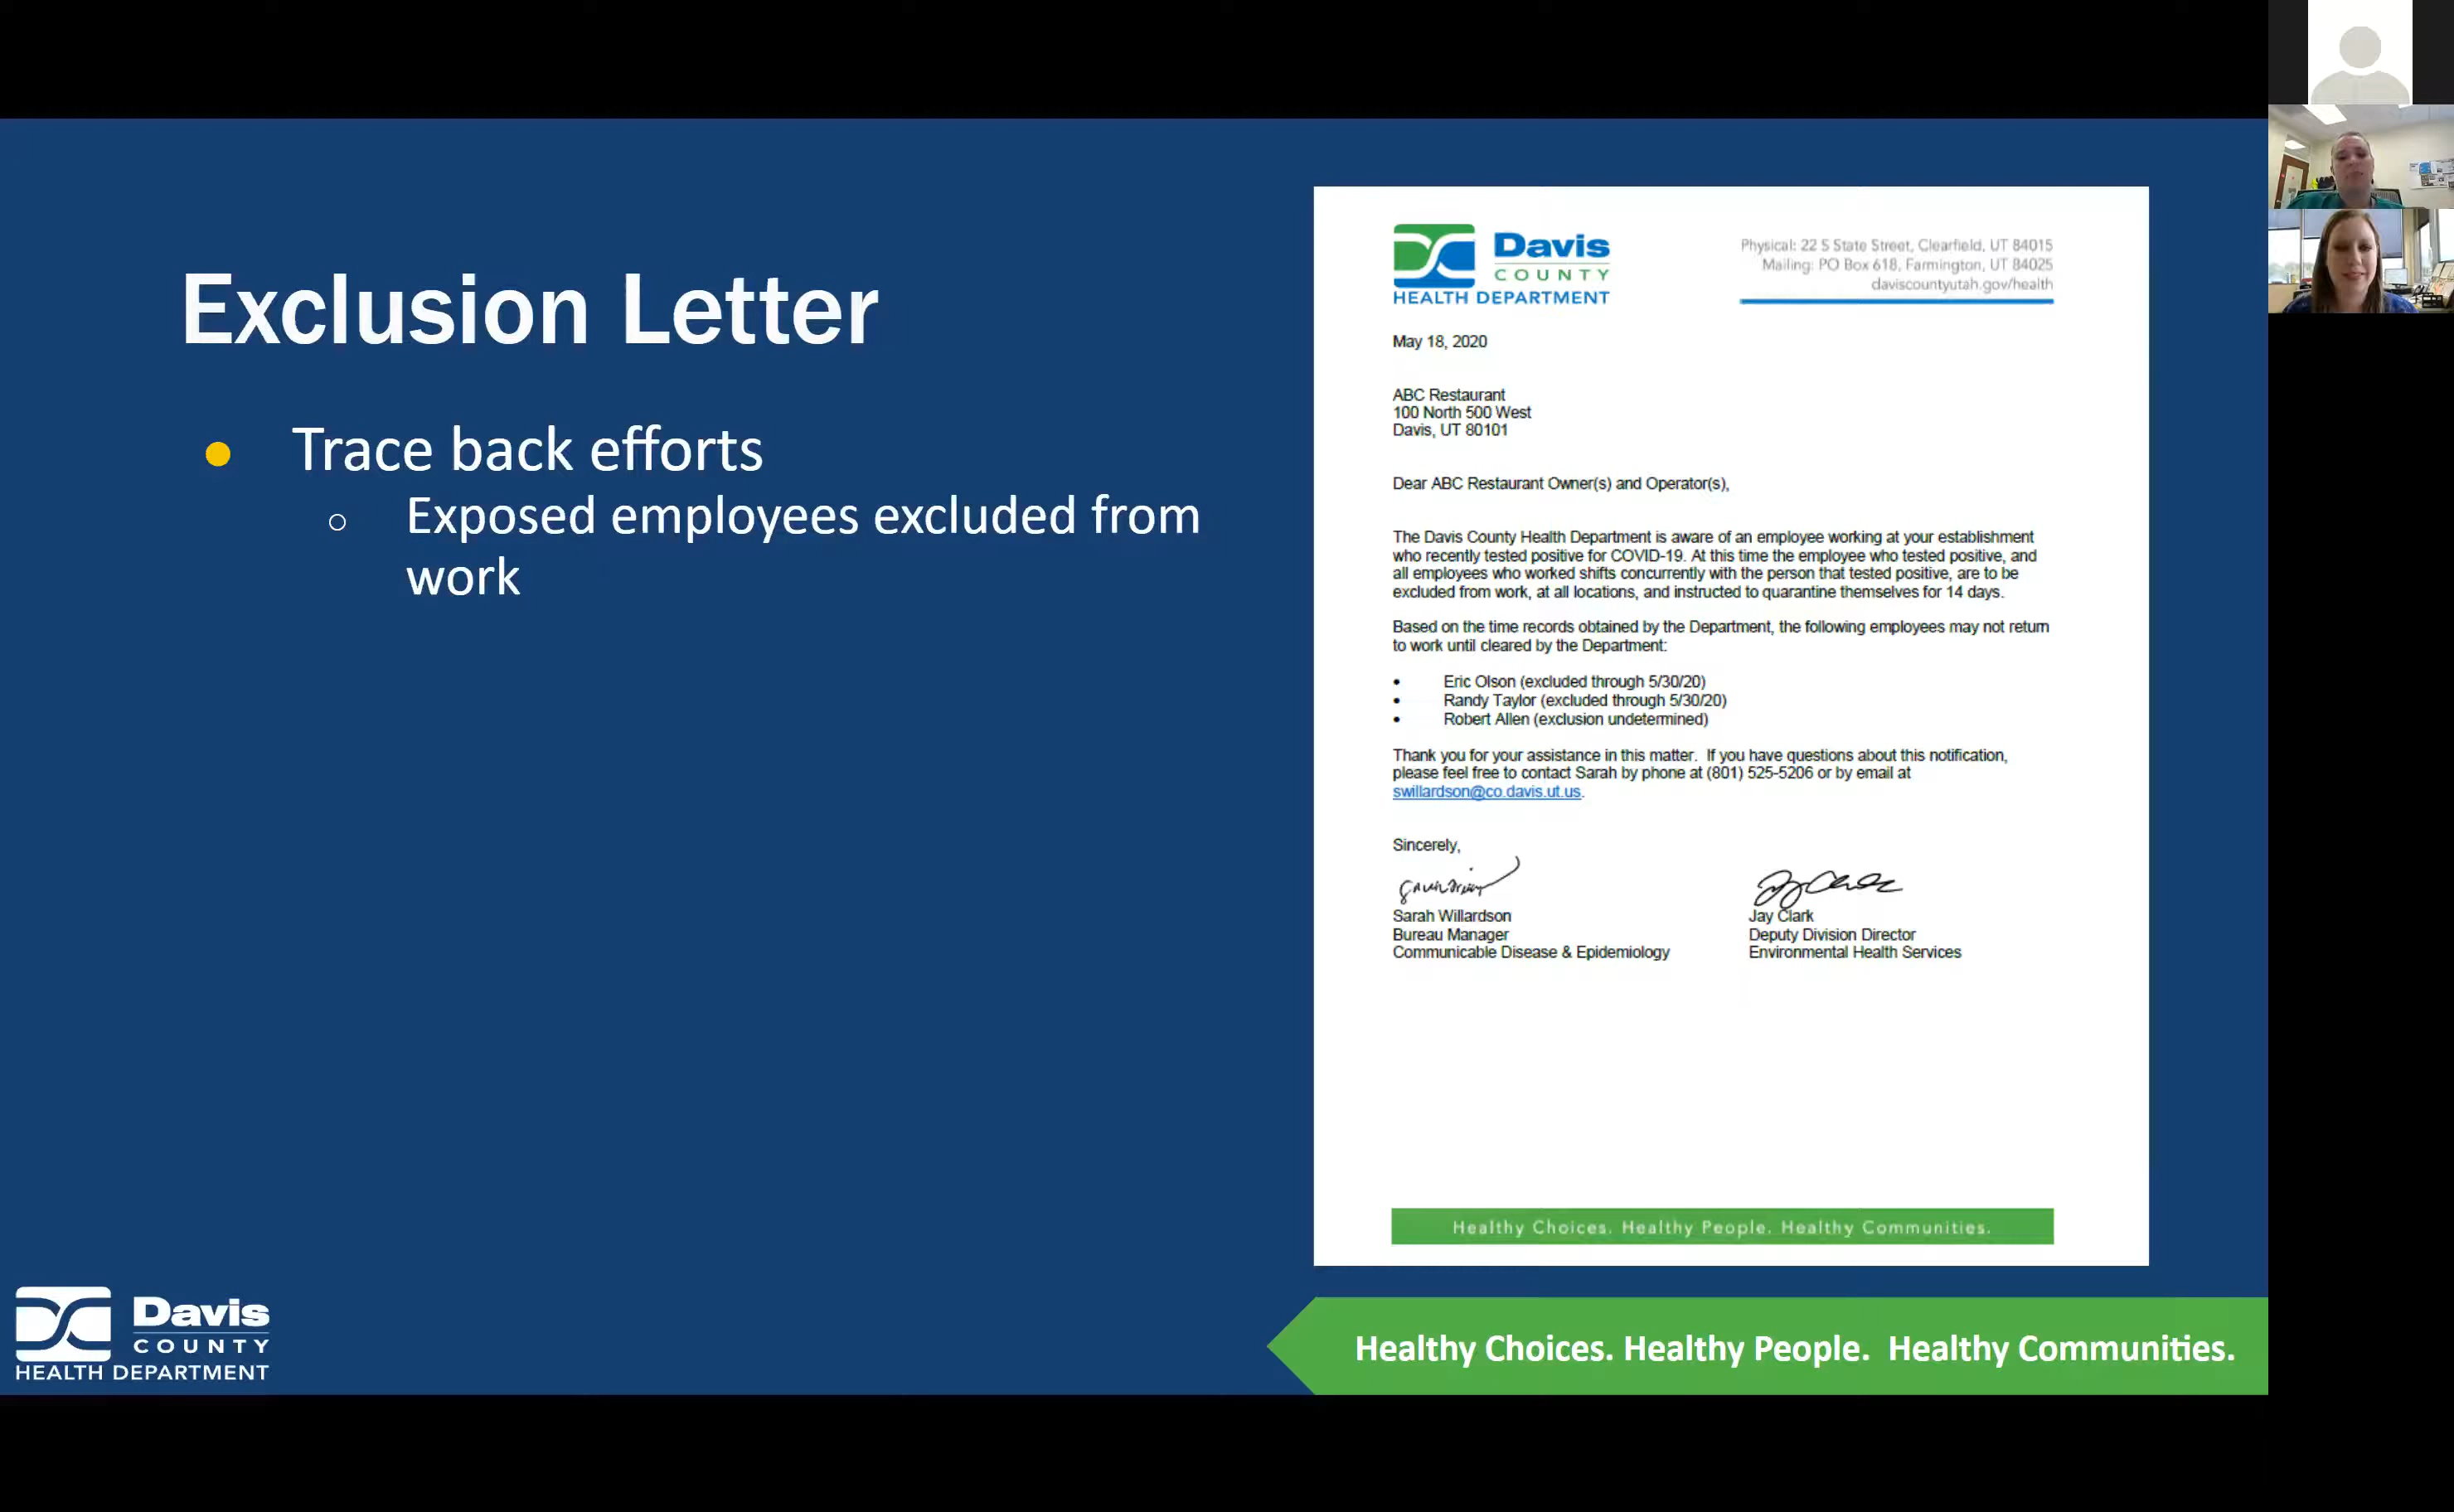 Exclusion Letter
● Trace back efforts
○ Exposed employees excluded from
work
Davis
COUNTY
HEALTH DEPARTMENT
Physical: 22 S State Street, Clearfield, UT 84015
Mailing: PO Box 618, Farmington, UT 84025
daviscountyutah.gov/health
May 18, 2020
ABC Restaurant
100 North 500 West
Davis, UT 80101
Dear ABC Restaurant Owner(s) and Operator(s),
The Davis County Health Department is aware of an employee working at your establishment
who recently tested positive for COVID-19. At this time the employee who tested positive, and
all employees who worked shifts concurrently with the person that tested positive, are to be
excluded from work, at all locations, and instructed to quarantine themselves for 14 days.
Based on the time records obtained by the Department, the following employees may not return
to work until cleared by the Department:
• Eric Olson (excluded through 5/30/20)
• Randy Taylor (excluded through 5/30/20)
• Robert Allen (exclusion undetermined)
Thank you for your assistance in this matter. If you have questions about this notification,
please feel free to contact Sarah by phone at (801) 525-5206 or by email at
swillardson@co.davis.ut.us.
Sincerely,
Sarah Willardson
Bureau Manager
Communicable Disease & Epidemiology
Jay Clark
Deputy Division Director
Environmental Health Services
Healthy Choices. Healthy People. Healthy Communities.
Davis
COUNTY
HEALTH DEPARTMENT
Healthy Choices. Healthy People. Healthy Communities.